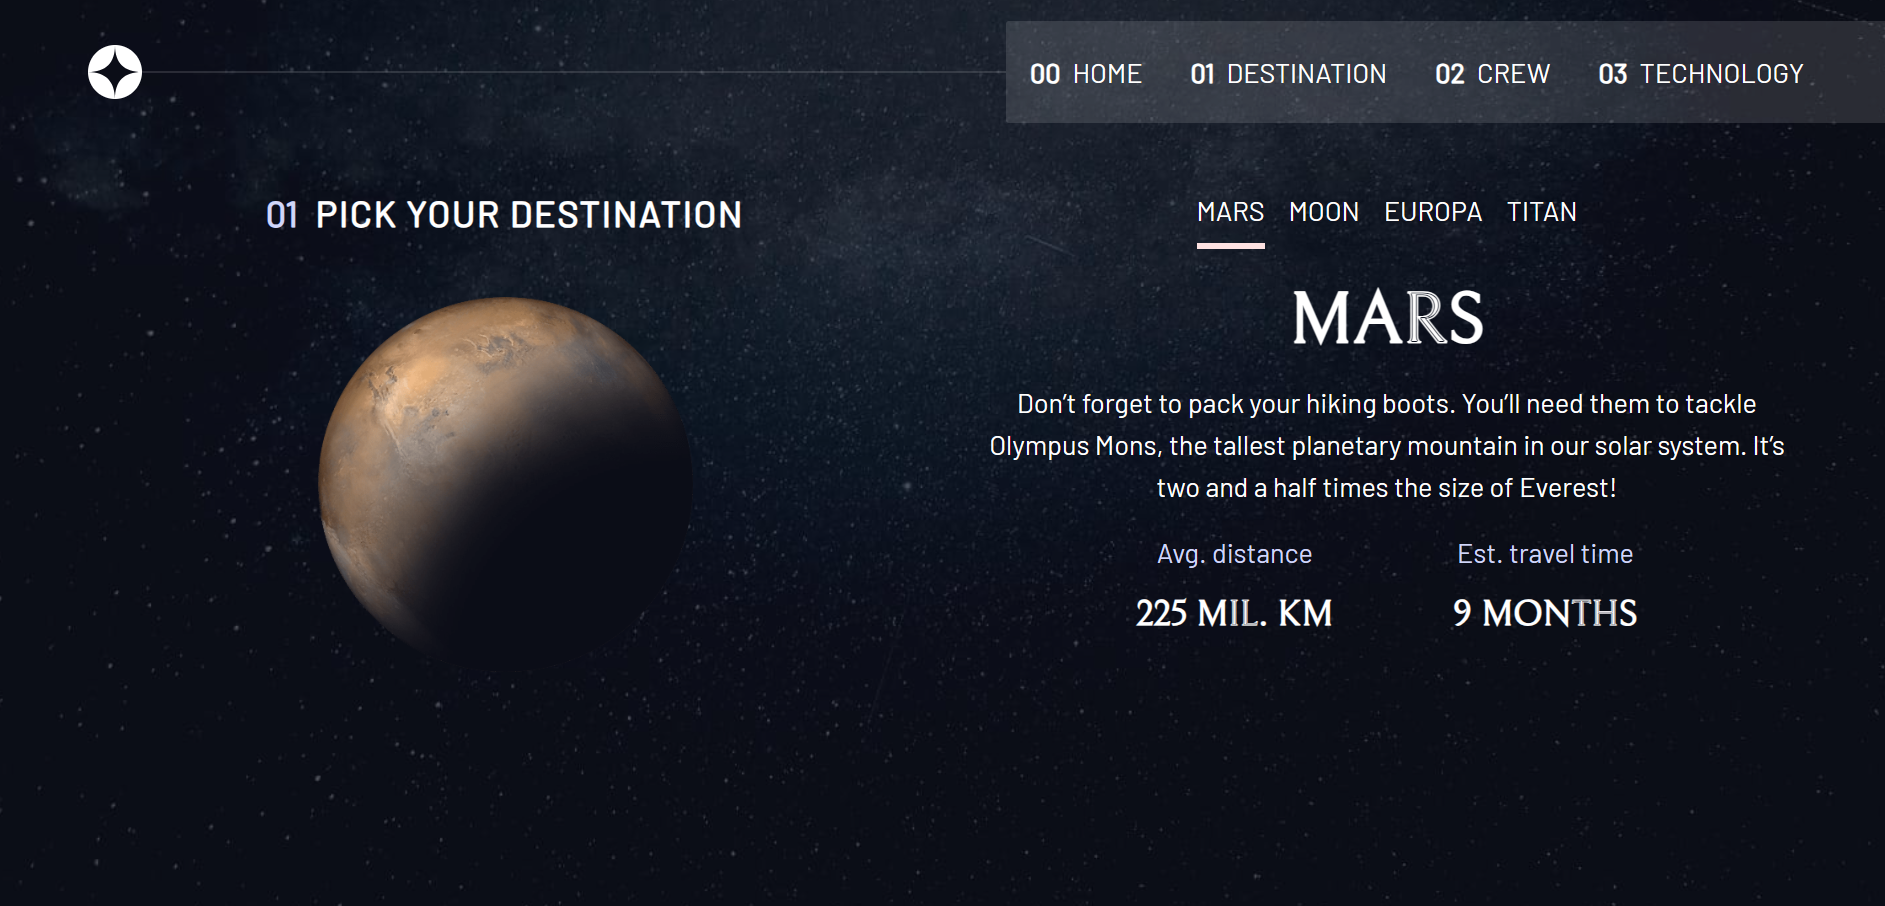 00 HOME 01 DESTINATION 02 CREW 03 TECHNOLOGY
01 PICK YOUR DESTINATION
MARS MOON EUROPA TITAN
MARS
Don’t forget to pack your hiking boots. You’ll need them to tackle
Olympus Mons, the tallest planetary mountain in our solar system. It’s
two and a half times the size of Everest!
Avg. distance
225 MIL. KM
Est. travel time
9 MONTHS